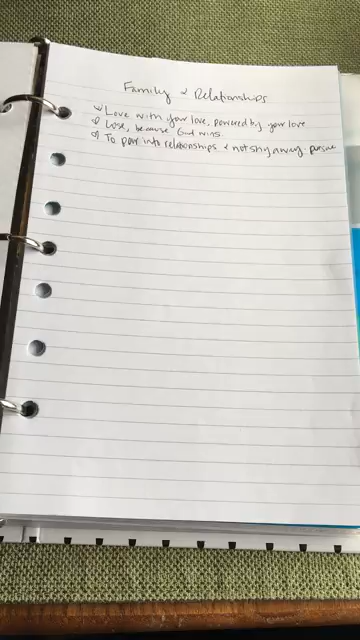 Family & Relationships
Love with your love, powered by your love
Lose, because God wins.
To pour into relationships & not shy away. pursue